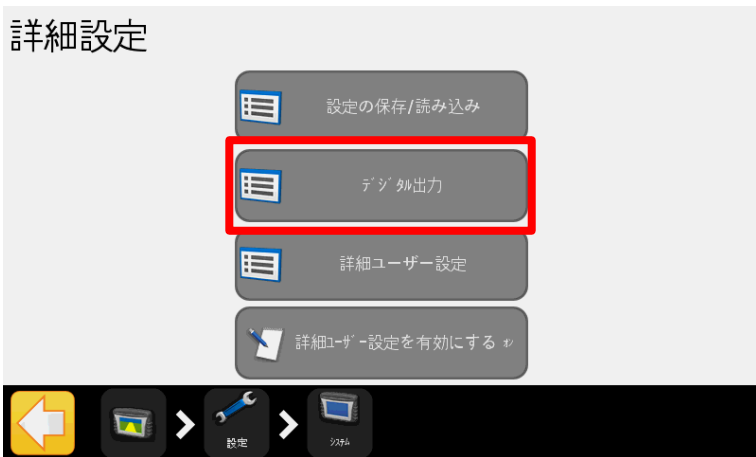 詳細設定
設定の保存/読み込み
ﾃﾞｼﾞﾀﾙ出力
詳細ユーザー設定
詳細ﾕｰｻﾞｰ設定を有効にする ｵﾝ
設定
ｼｽﾃﾑ